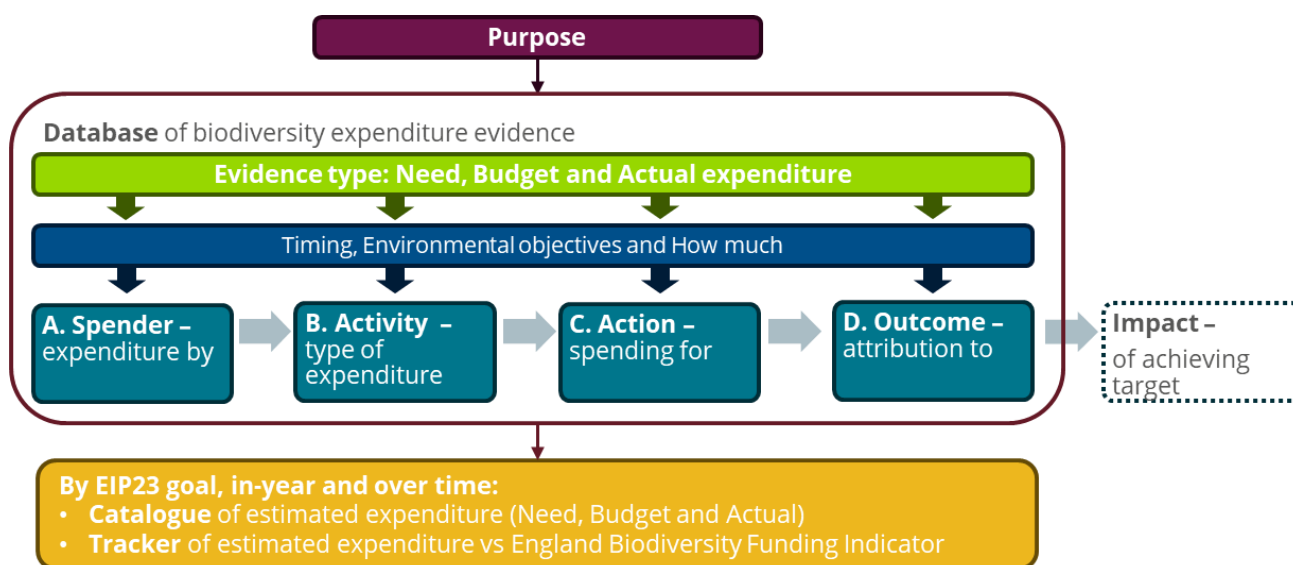 Purpose
Database of biodiversity expenditure evidence
Evidence type: Need, Budget and Actual expenditure
Timing, Environmental objectives and How much
A. Spender –
expenditure by
B. Activity –
type of
expenditure
C. Action –
spending for
D. Outcome –
attribution to
Impact –
of achieving
target
By EIP23 goal, in-year and over time:
• Catalogue of estimated expenditure (Need, Budget and Actual)
• Tracker of estimated expenditure vs England Biodiversity Funding Indicator